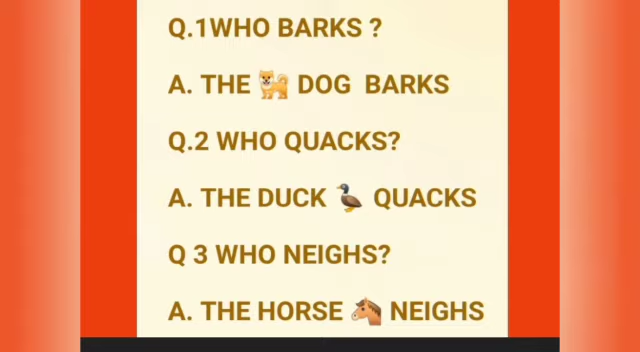 Q.1WHO BARKS ?
A. THE 🐕 DOG BARKS
Q.2 WHO QUACKS?
A. THE DUCK 🦆 QUACKS
Q 3 WHO NEIGHS?
A. THE HORSE 🐴 NEIGHS